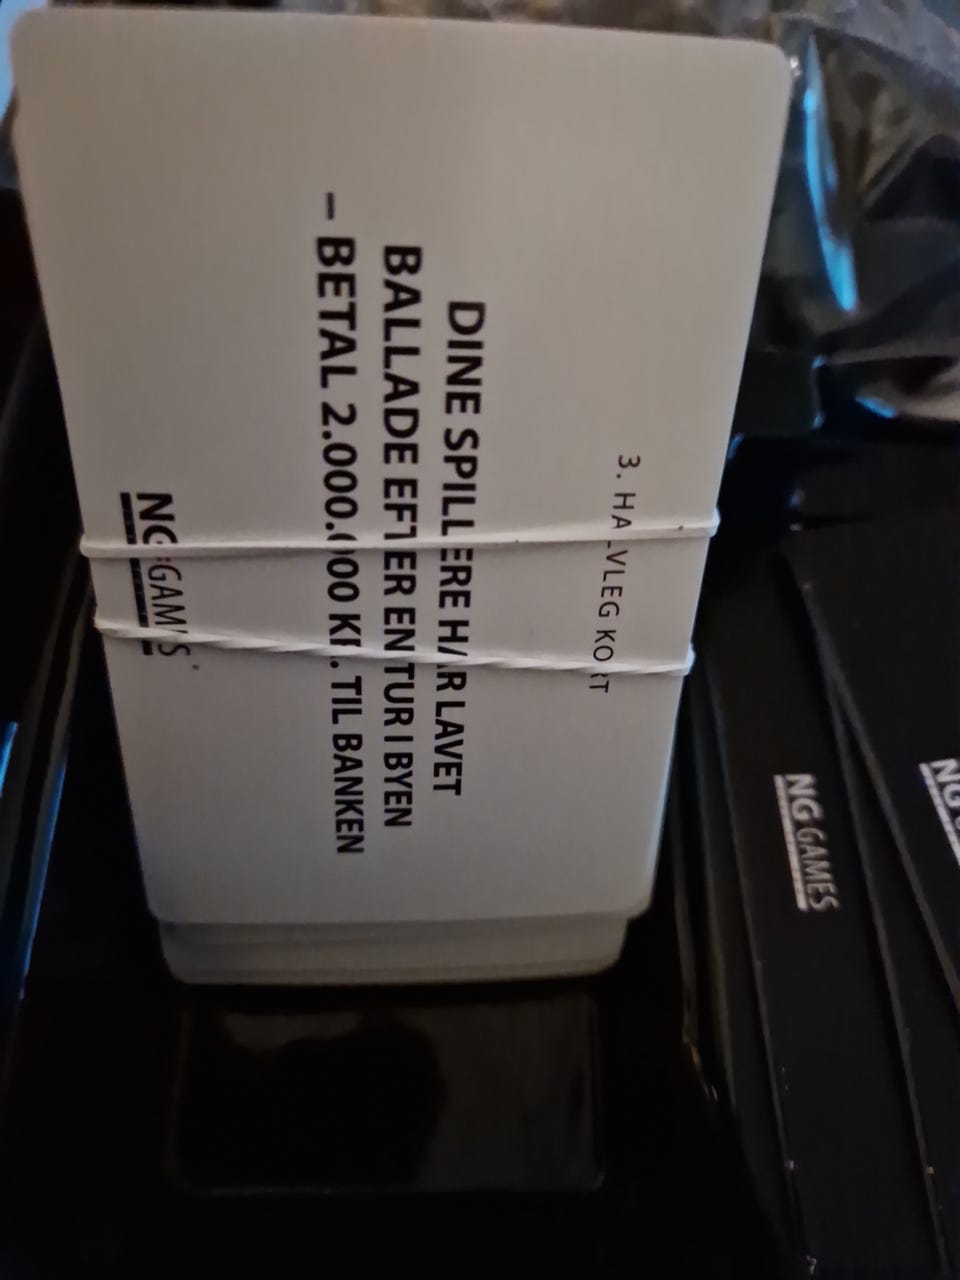 3. HALVLEG KORT
DINE SPILLERE HAR LAVET
BALLADE EFTER EN TUR I BYEN
– BETAL 2.000.000 KR. TIL BANKEN
NG:GAMES
NG GAMES
NG